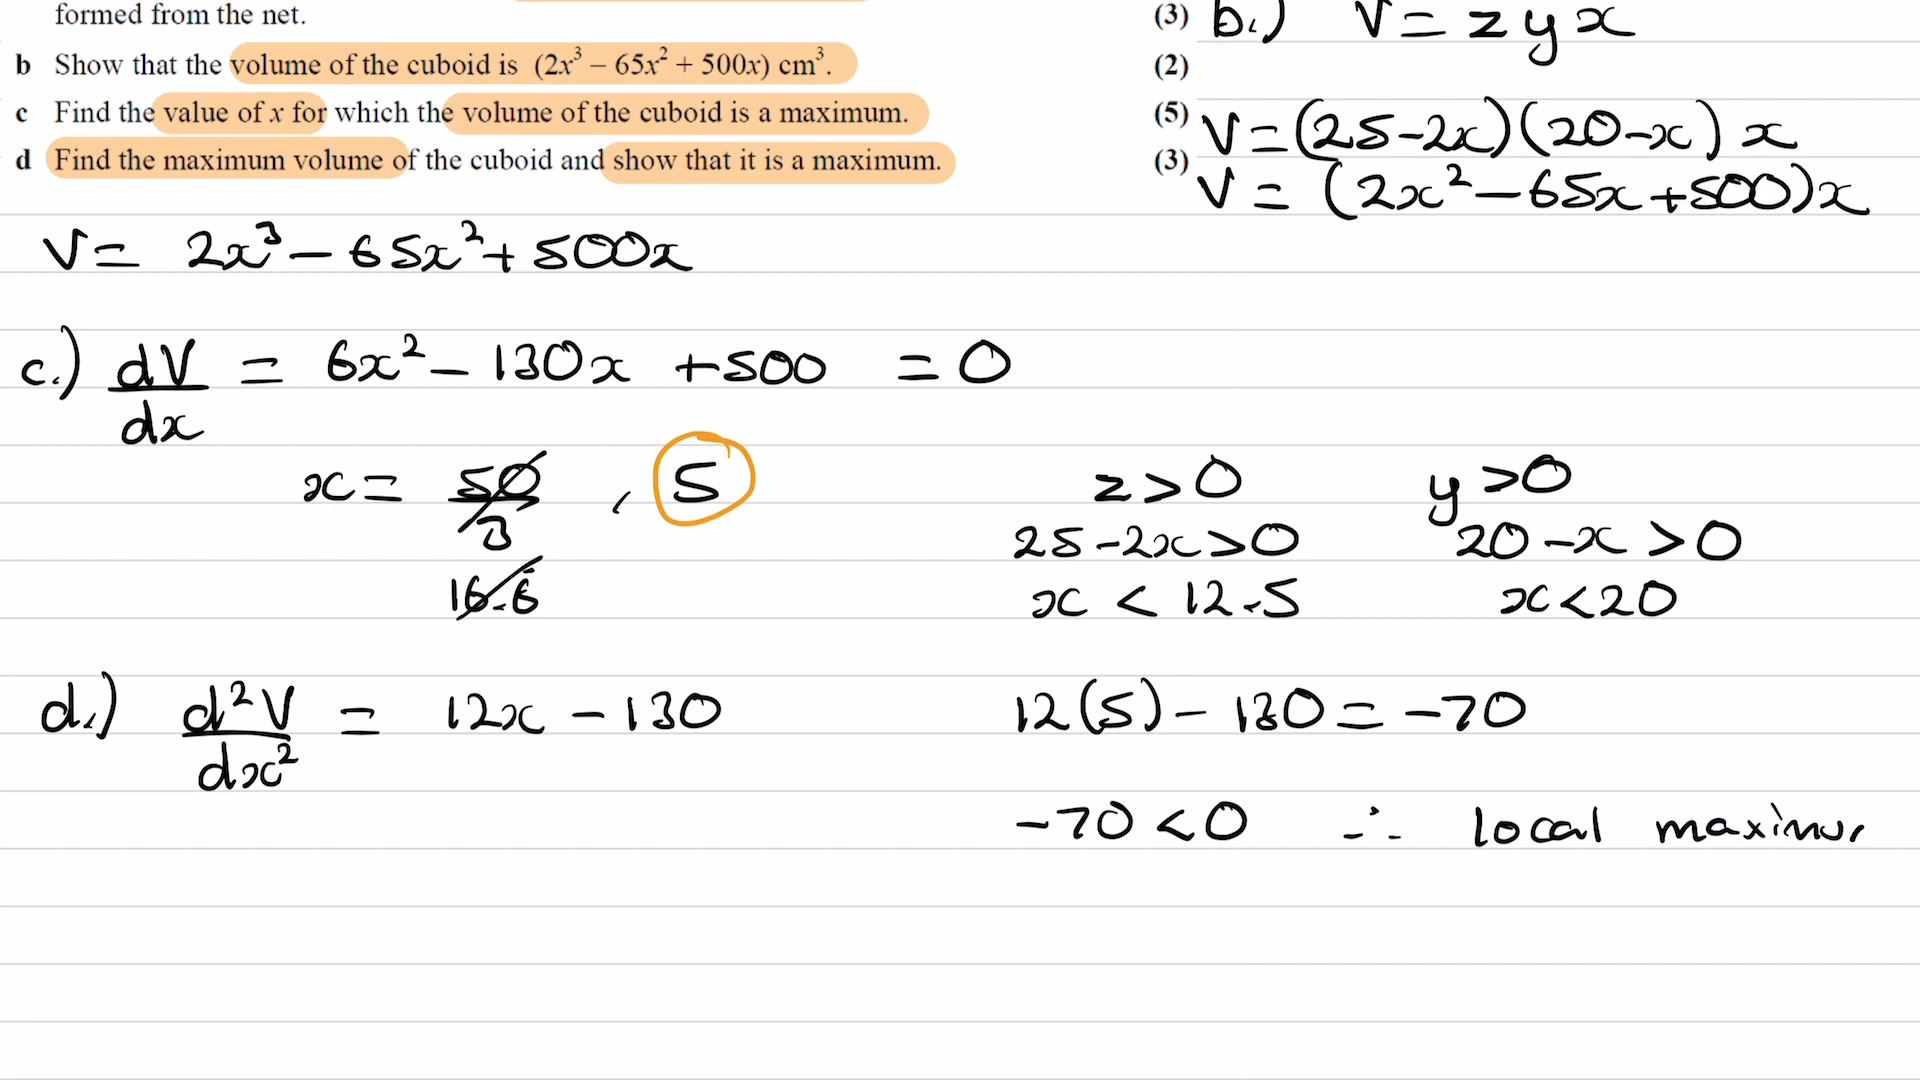 formed from the net. (3)
b Show that the volume of the cuboid is (2x³ – 65x² + 500x) cm³. (2)
c Find the value of x for which the volume of the cuboid is a maximum. (5)
d Find the maximum volume of the cuboid and show that it is a maximum. (3)
b.) V = z y x
V = (25-2x)(20-x) x
V = (2x² - 65x + 500)x
V = 2x³ - 65x² + 500x
c.) dV/dx = 6x² - 130x + 500 = 0
x = 50/3 , 5
16.6̇
z > 0 y > 0
25 - 2x > 0 20 - x > 0
x < 12.5 x < 20
d.) d²V/dx² = 12x - 130 12(5) - 130 = -70
-70 < 0 ∴ local maximum